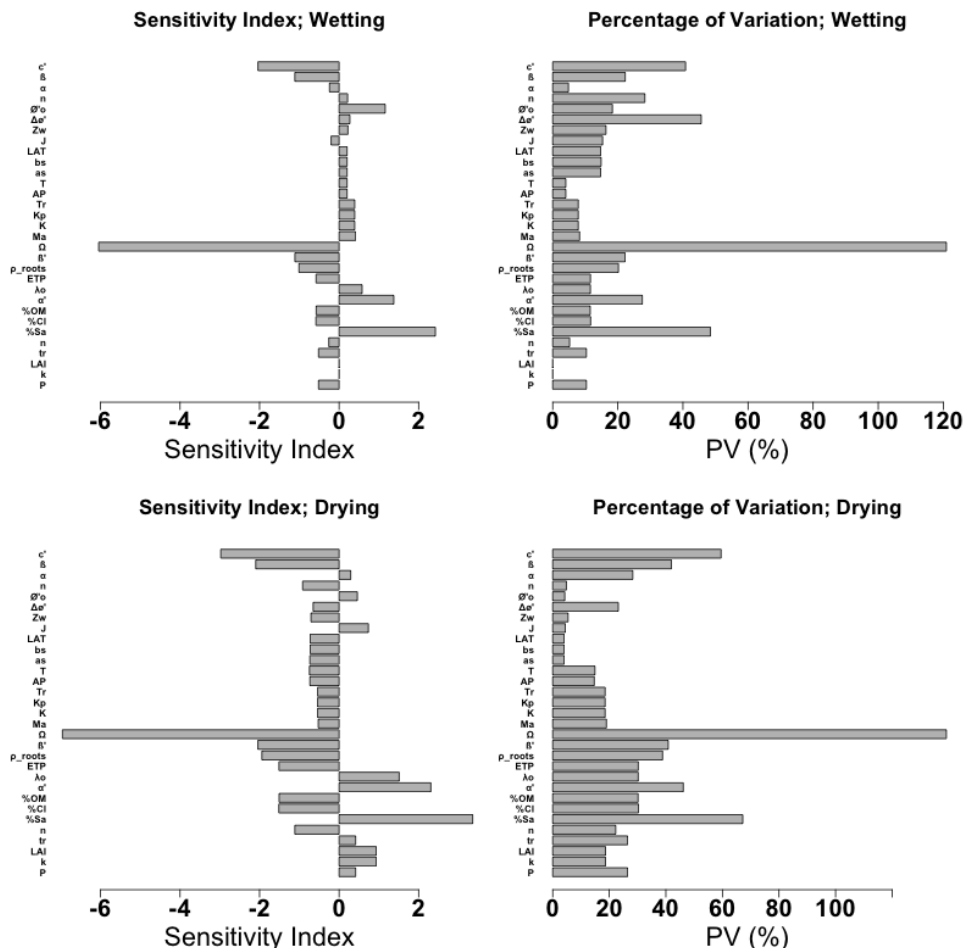 Sensitivity Index; Wetting
c'
ß
α
n
Ø'o
Δø'
Zw
J
LAT
bs
as
T
AP
Tr
Kp
K
Ma
Ω
ß'
ρ_roots
ETP
λo
α'
%OM
%Cl
%Sa
n
tr
LAI
k
P
-6 -4 -2 0 2
Sensitivity Index
Percentage of Variation; Wetting
c'
ß
α
n
Ø'o
Δø'
Zw
J
LAT
bs
as
T
AP
Tr
Kp
K
Ma
Ω
ß'
ρ_roots
ETP
λo
α'
%OM
%Cl
%Sa
n
tr
LAI
k
P
0 20 40 60 80 100 120
PV (%)
Sensitivity Index; Drying
c'
ß
α
n
Ø'o
Δø'
Zw
J
LAT
bs
as
T
AP
Tr
Kp
K
Ma
Ω
ß'
ρ_roots
ETP
λo
α'
%OM
%Cl
%Sa
n
tr
LAI
k
P
-6 -4 -2 0 2
Sensitivity Index
Percentage of Variation; Drying
c'
ß
α
n
Ø'o
Δø'
Zw
J
LAT
bs
as
T
AP
Tr
Kp
K
Ma
Ω
ß'
ρ_roots
ETP
λo
α'
%OM
%Cl
%Sa
n
tr
LAI
k
P
0 20 40 60 80 100
PV (%)